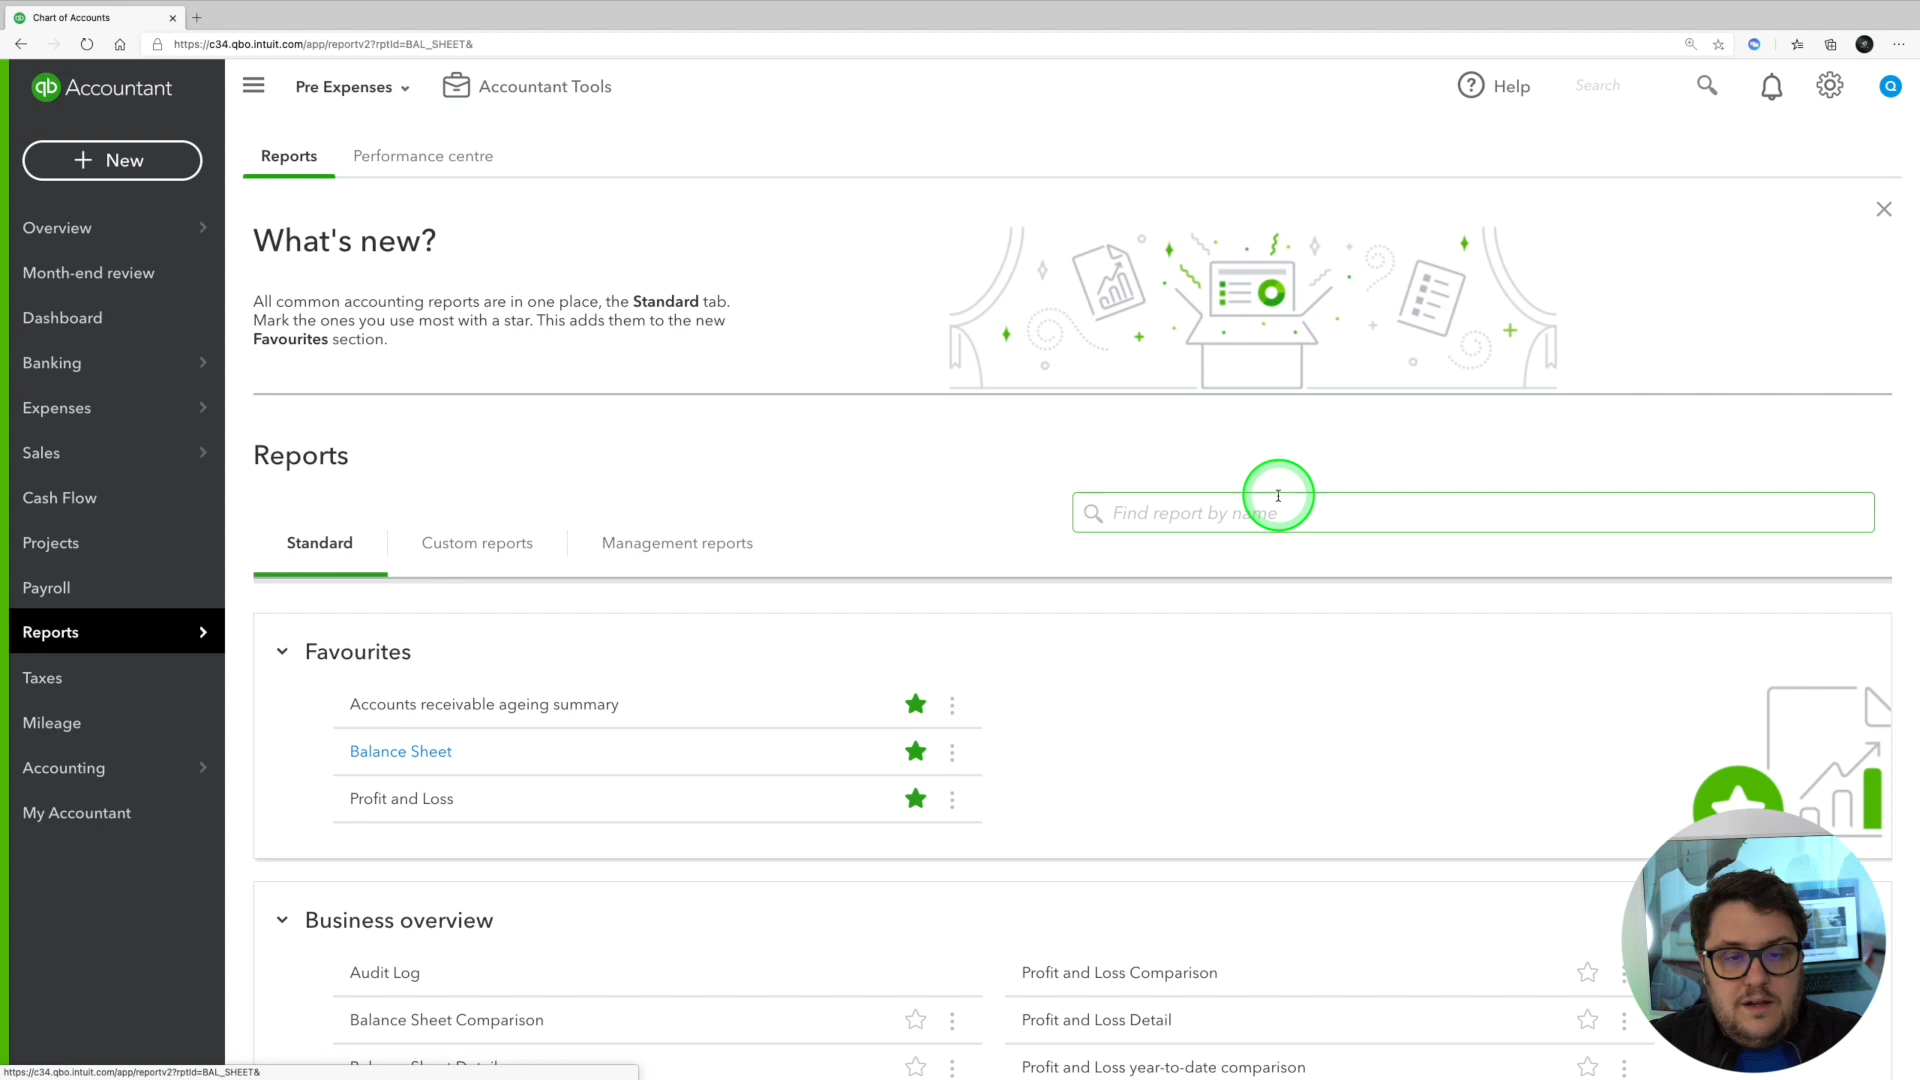 Chart of Accounts
https://c34.qbo.intuit.com/app/reportv2?rptId=BAL_SHEET&
qb Accountant
Pre Expenses
Accountant Tools
Help
Search
Q
New
Overview
Month-end review
Dashboard
Banking
Expenses
Sales
Cash Flow
Projects
Payroll
Reports
Taxes
Mileage
Accounting
My Accountant
Reports
Performance centre
What's new?
All common accounting reports are in one place, the Standard tab.
Mark the ones you use most with a star. This adds them to the new
Favourites section.
Reports
Find report by name
Standard
Custom reports
Management reports
Favourites
Accounts receivable ageing summary
Balance Sheet
Profit and Loss
Business overview
Audit Log
Profit and Loss Comparison
Balance Sheet Comparison
Profit and Loss Detail
Profit and Loss year-to-date comparison
https://c34.qbo.intuit.com/app/reportv2?rptId=BAL_SHEET&